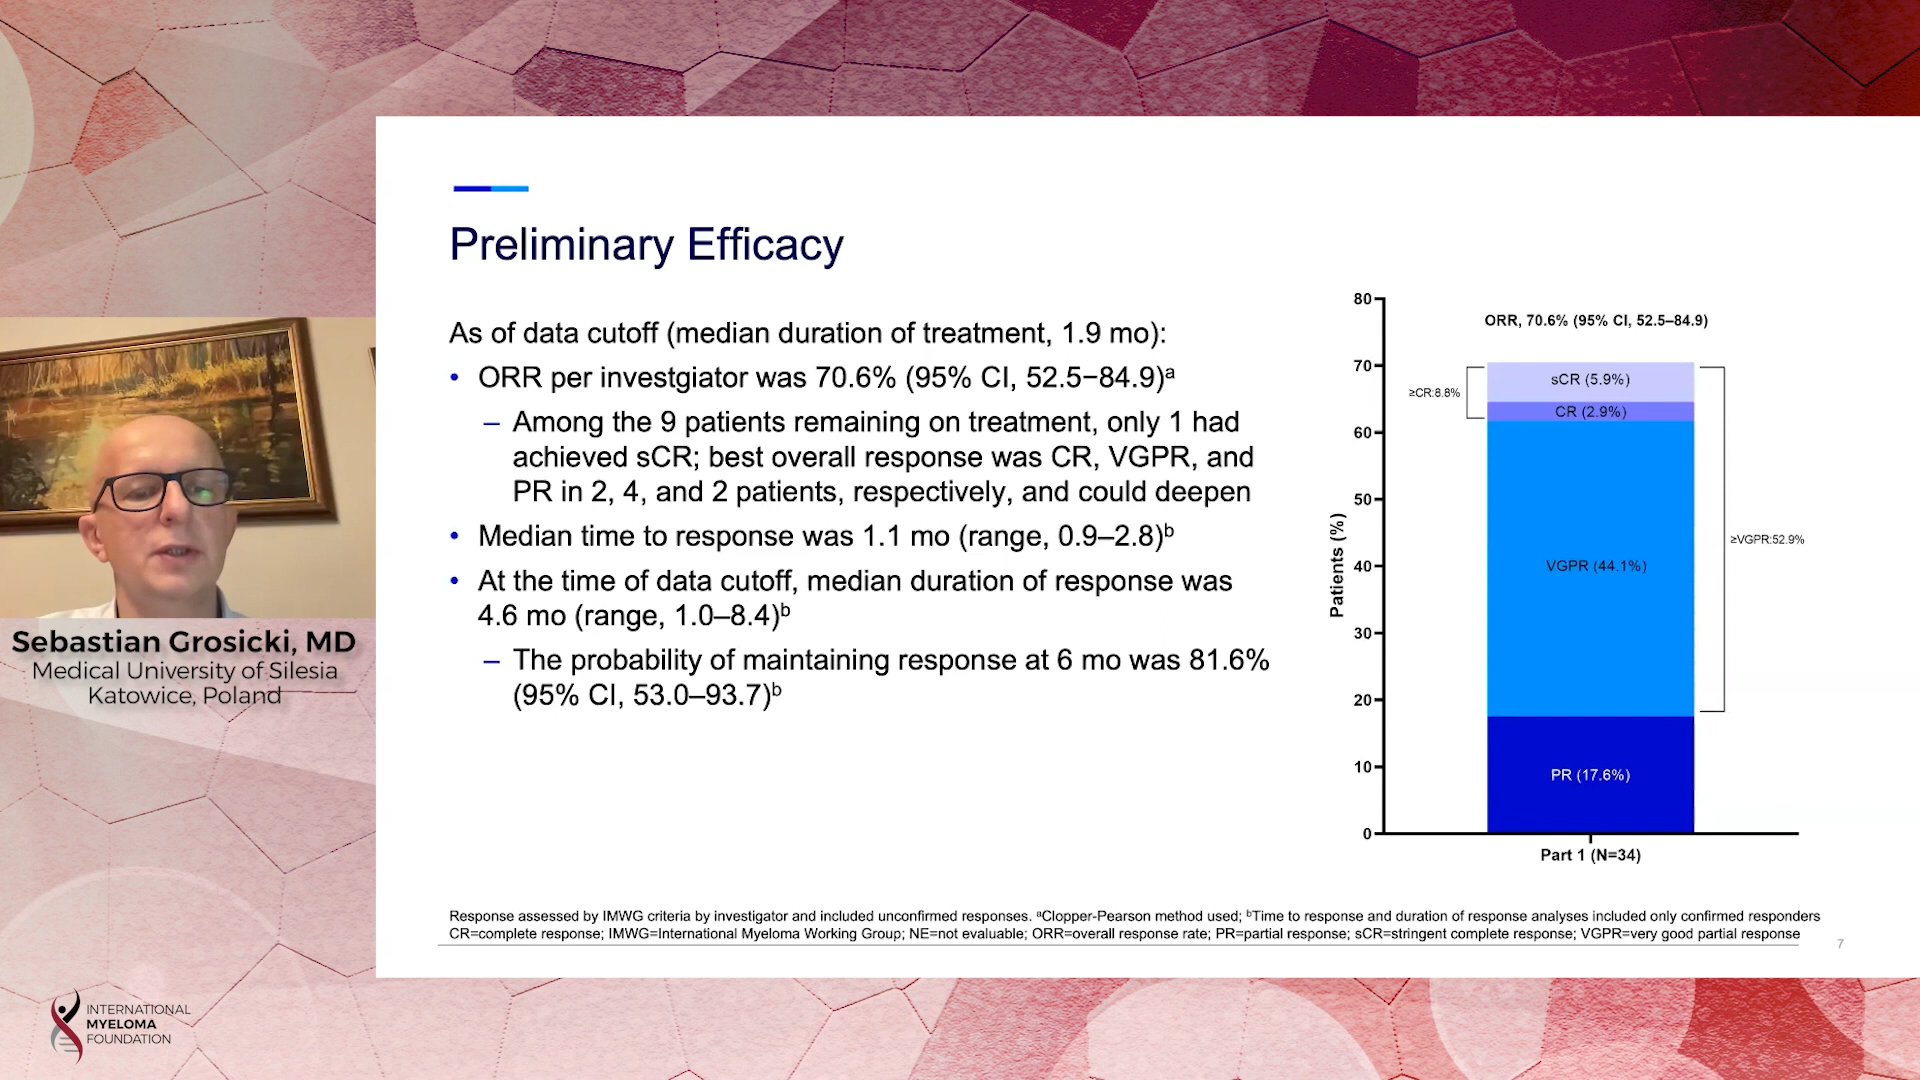 Preliminary Efficacy
As of data cutoff (median duration of treatment, 1.9 mo):
• ORR per investgiator was 70.6% (95% CI, 52.5−84.9)ᵃ
– Among the 9 patients remaining on treatment, only 1 had
achieved sCR; best overall response was CR, VGPR, and
PR in 2, 4, and 2 patients, respectively, and could deepen
• Median time to response was 1.1 mo (range, 0.9–2.8)ᵇ
• At the time of data cutoff, median duration of response was
4.6 mo (range, 1.0–8.4)ᵇ
– The probability of maintaining response at 6 mo was 81.6%
(95% CI, 53.0–93.7)ᵇ
80
70
60
50
40
30
20
10
0
Patients (%)
ORR, 70.6% (95% CI, 52.5–84.9)
≥CR:8.8%
sCR (5.9%)
CR (2.9%)
VGPR (44.1%)
≥VGPR:52.9%
PR (17.6%)
Part 1 (N=34)
Response assessed by IMWG criteria by investigator and included unconfirmed responses. ᵃClopper-Pearson method used; ᵇTime to response and duration of response analyses included only confirmed responders
CR=complete response; IMWG=International Myeloma Working Group; NE=not evaluable; ORR=overall response rate; PR=partial response; sCR=stringent complete response; VGPR=very good partial response
7
Sebastian Grosicki, MD
Medical University of Silesia
Katowice, Poland
INTERNATIONAL
MYELOMA
FOUNDATION